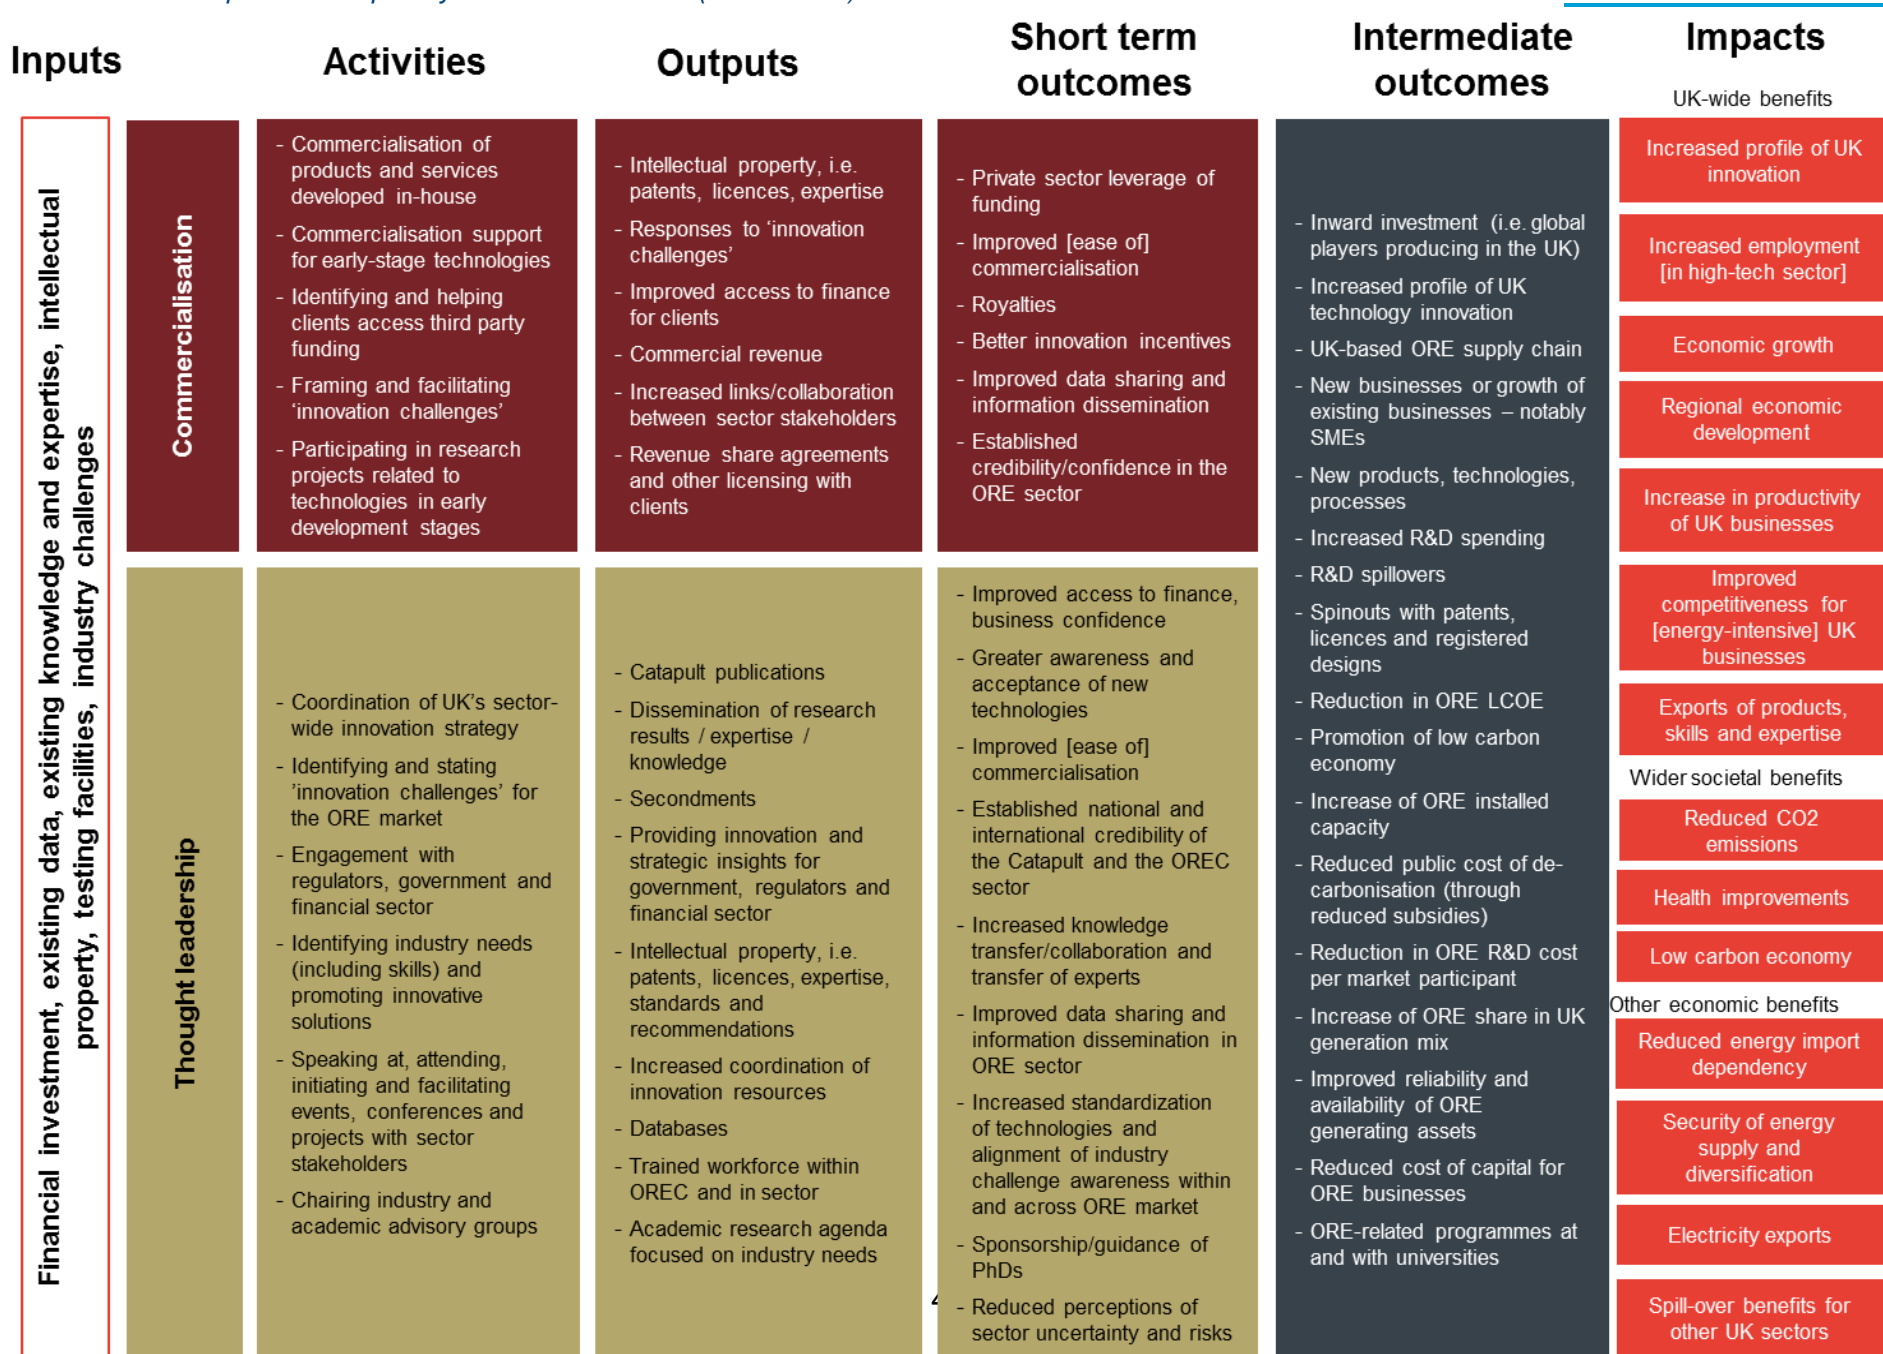 Inputs
Activities
Outputs
Short term
outcomes
Intermediate
outcomes
Impacts
Financial investment, existing data, existing knowledge and expertise, intellectual
property, testing facilities, industry challenges
Commercialisation
- Commercialisation of
products and services
developed in-house
- Commercialisation support
for early-stage technologies
- Identifying and helping
clients access third party
funding
- Framing and facilitating
'innovation challenges'
- Participating in research
projects related to
technologies in early
development stages
- Intellectual property, i.e.
patents, licences, expertise
- Responses to 'innovation
challenges'
- Improved access to finance
for clients
- Commercial revenue
- Increased links/collaboration
between sector stakeholders
- Revenue share agreements
and other licensing with
clients
- Private sector leverage of
funding
- Improved [ease of]
commercialisation
- Royalties
- Better innovation incentives
- Improved data sharing and
information dissemination
- Established
credibility/confidence in the
ORE sector
Thought leadership
- Coordination of UK's sector-
wide innovation strategy
- Identifying and stating
'innovation challenges' for
the ORE market
- Engagement with
regulators, government and
financial sector
- Identifying industry needs
(including skills) and
promoting innovative
solutions
- Speaking at, attending,
initiating and facilitating
events, conferences and
projects with sector
stakeholders
- Chairing industry and
academic advisory groups
- Catapult publications
- Dissemination of research
results / expertise /
knowledge
- Secondments
- Providing innovation and
strategic insights for
government, regulators and
financial sector
- Intellectual property, i.e.
patents, licences, expertise,
standards and
recommendations
- Increased coordination of
innovation resources
- Databases
- Trained workforce within
OREC and in sector
- Academic research agenda
focused on industry needs
- Improved access to finance,
business confidence
- Greater awareness and
acceptance of new
technologies
- Improved [ease of]
commercialisation
- Established national and
international credibility of
the Catapult and the OREC
sector
- Increased knowledge
transfer/collaboration and
transfer of experts
- Improved data sharing and
information dissemination in
ORE sector
- Increased standardization
of technologies and
alignment of industry
challenge awareness within
and across ORE market
- Sponsorship/guidance of
PhDs
- Reduced perceptions of
sector uncertainty and risks
- Inward investment (i.e. global
players producing in the UK)
- Increased profile of UK
technology innovation
- UK-based ORE supply chain
- New businesses or growth of
existing businesses – notably
SMEs
- New products, technologies,
processes
- Increased R&D spending
- R&D spillovers
- Spinouts with patents,
licences and registered
designs
- Reduction in ORE LCOE
- Promotion of low carbon
economy
- Increase of ORE installed
capacity
- Reduced public cost of de-
carbonisation (through
reduced subsidies)
- Reduction in ORE R&D cost
per market participant
- Increase of ORE share in UK
generation mix
- Improved reliability and
availability of ORE
generating assets
- Reduced cost of capital for
ORE businesses
- ORE-related programmes at
and with universities
UK-wide benefits
Increased profile of UK
innovation
Increased employment
[in high-tech sector]
Economic growth
Regional economic
development
Increase in productivity
of UK businesses
Improved
competitiveness for
[energy-intensive] UK
businesses
Exports of products,
skills and expertise
Wider societal benefits
Reduced CO2
emissions
Health improvements
Low carbon economy
Other economic benefits
Reduced energy import
dependency
Security of energy
supply and
diversification
Electricity exports
Spill-over benefits for
other UK sectors